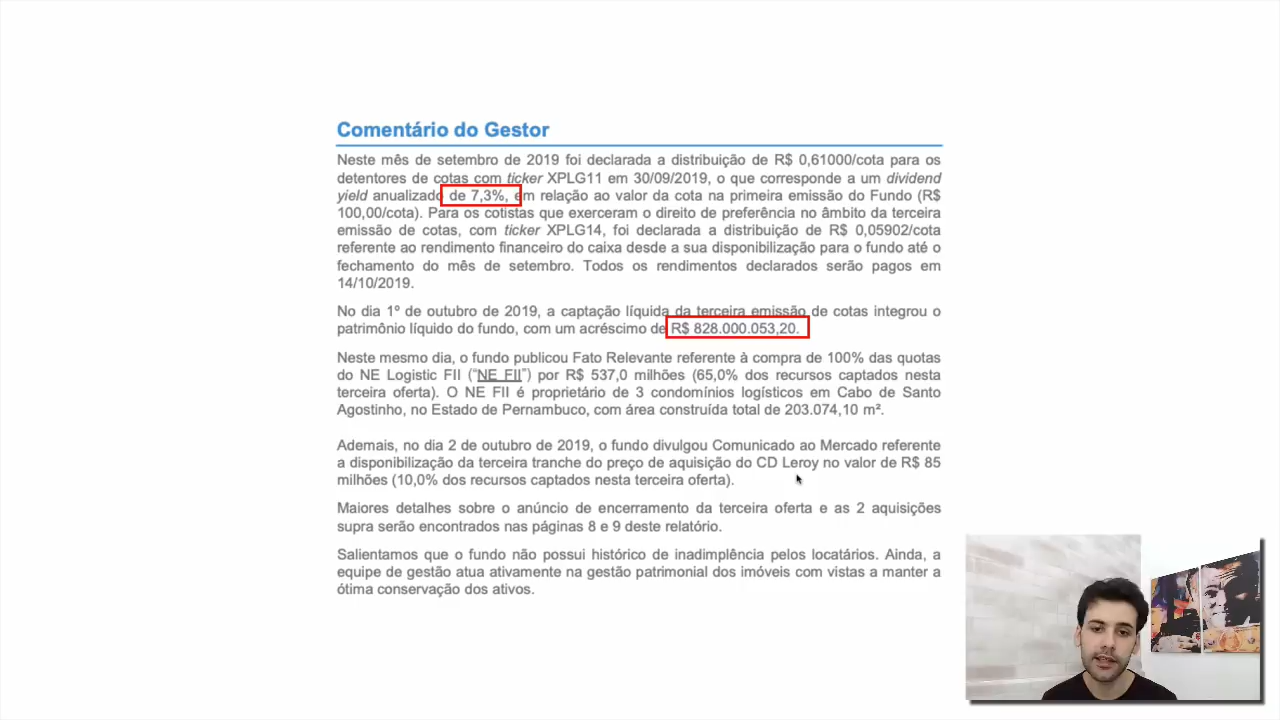 Comentário do Gestor
Neste mês de setembro de 2019 foi declarada a distribuição de R$ 0,61000/cota para os
detentores de cotas com ticker XPLG11 em 30/09/2019, o que corresponde a um dividend
yield anualizado de 7,3%, em relação ao valor da cota na primeira emissão do Fundo (R$
100,00/cota). Para os cotistas que exerceram o direito de preferência no âmbito da terceira
emissão de cotas, com ticker XPLG14, foi declarada a distribuição de R$ 0,05902/cota
referente ao rendimento financeiro do caixa desde a sua disponibilização para o fundo até o
fechamento do mês de setembro. Todos os rendimentos declarados serão pagos em
14/10/2019.
No dia 1º de outubro de 2019, a captação líquida da terceira emissão de cotas integrou o
patrimônio líquido do fundo, com um acréscimo de R$ 828.000.053,20.
Neste mesmo dia, o fundo publicou Fato Relevante referente à compra de 100% das quotas
do NE Logistic FII (“NE FII”) por R$ 537,0 milhões (65,0% dos recursos captados nesta
terceira oferta). O NE FII é proprietário de 3 condomínios logísticos em Cabo de Santo
Agostinho, no Estado de Pernambuco, com área construída total de 203.074,10 m².
Ademais, no dia 2 de outubro de 2019, o fundo divulgou Comunicado ao Mercado referente
a disponibilização da terceira tranche do preço de aquisição do CD Leroy no valor de R$ 85
milhões (10,0% dos recursos captados nesta terceira oferta).
Maiores detalhes sobre o anúncio de encerramento da terceira oferta e as 2 aquisições
supra serão encontrados nas páginas 8 e 9 deste relatório.
Salientamos que o fundo não possui histórico de inadimplência pelos locatários. Ainda, a
equipe de gestão atua ativamente na gestão patrimonial dos imóveis com vistas a manter a
ótima conservação dos ativos.